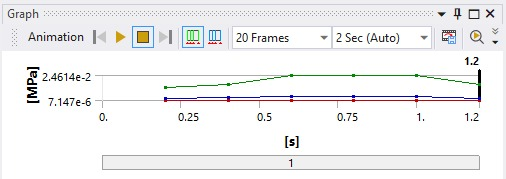 Graph
Animation 20 Frames 2 Sec (Auto)
1.2
[MPa]
2.4614e-2
7.147e-6
0. 0.25 0.5 0.75 1. 1.2
[s]
1